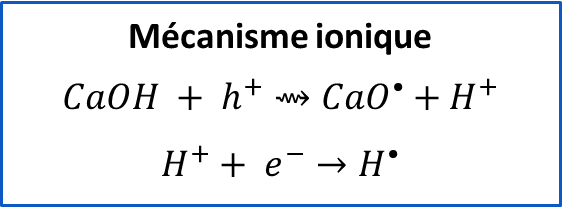 Mécanisme ionique
CaOH + h⁺ ⇝ CaO• + H⁺
H⁺ + e⁻ → H•